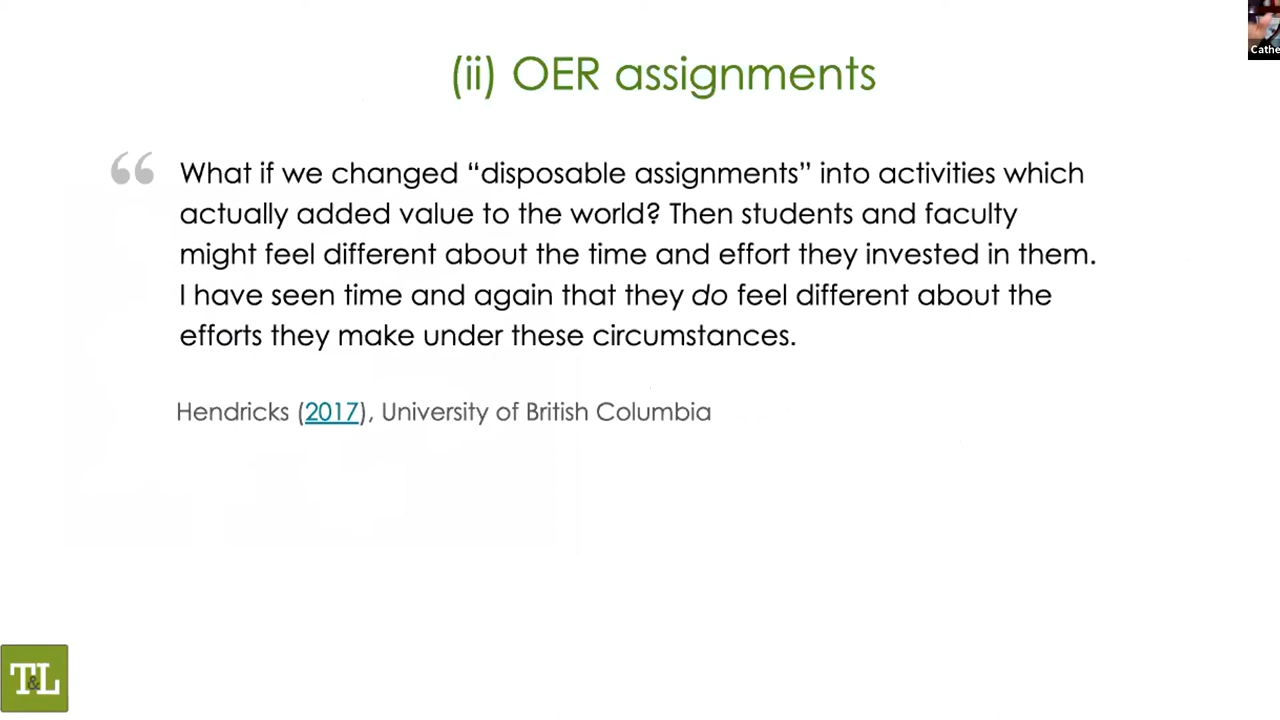 Cathe
(ii) OER assignments
“ What if we changed “disposable assignments” into activities which
actually added value to the world? Then students and faculty
might feel different about the time and effort they invested in them.
I have seen time and again that they do feel different about the
efforts they make under these circumstances.
Hendricks (2017), University of British Columbia
T&L